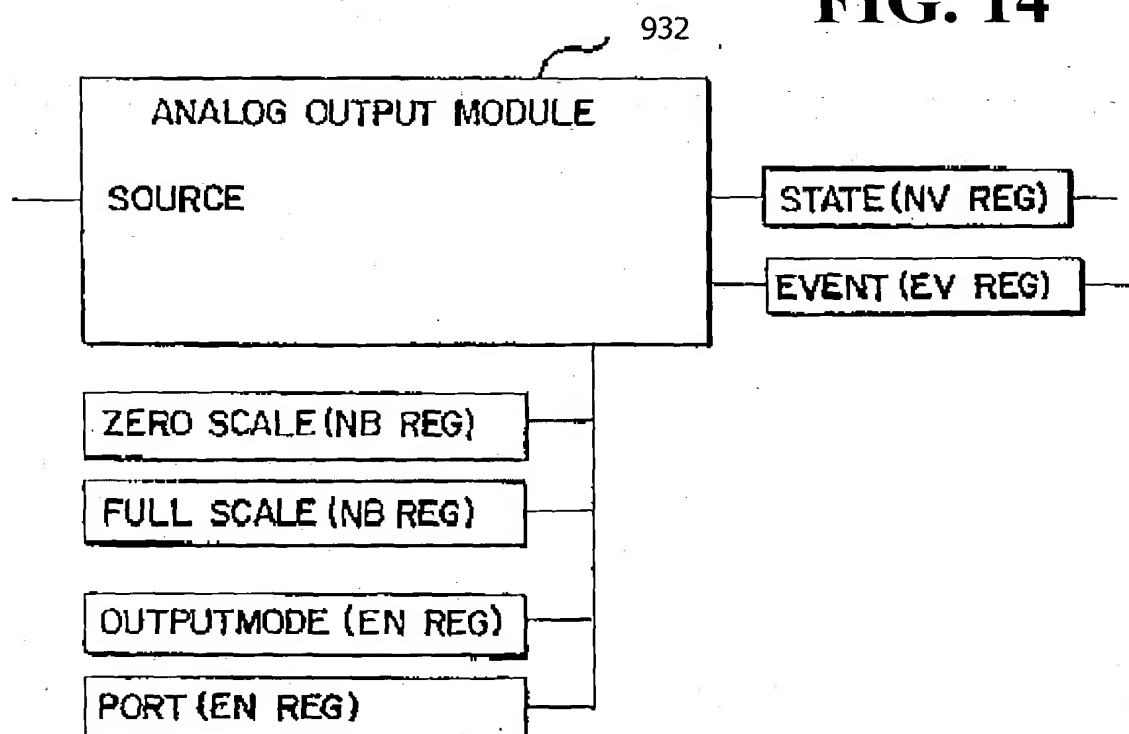 FIG. 14
932
ANALOG OUTPUT MODULE
SOURCE
STATE (NV REG)
EVENT (EV REG)
ZERO SCALE (NB REG)
FULL SCALE (NB REG)
OUTPUTMODE (EN REG)
PORT (EN REG)